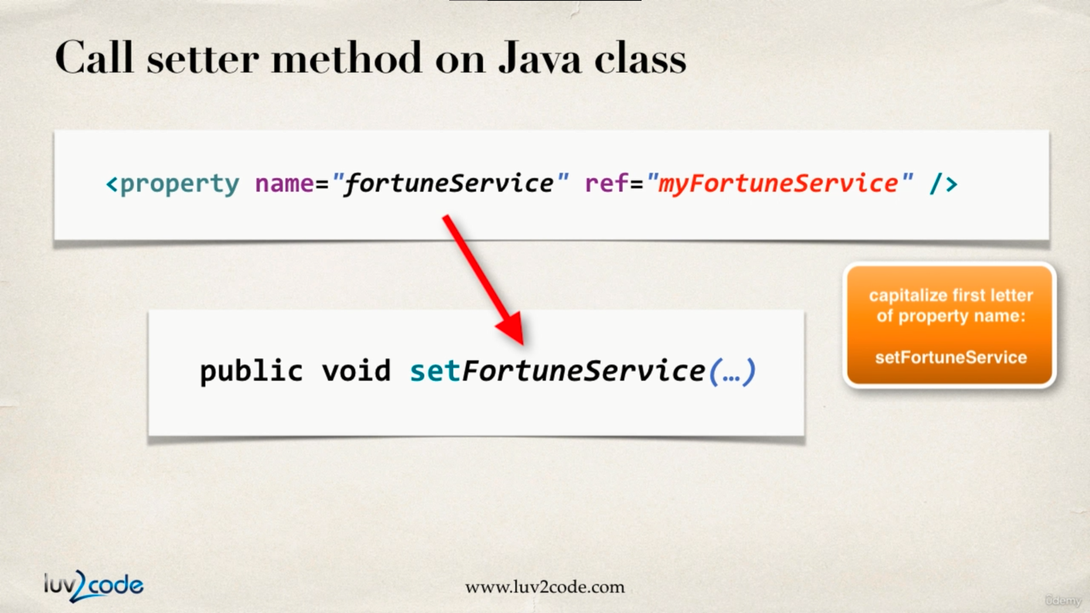 Call setter method on Java class
<property name="fortuneService" ref="myFortuneService" />
capitalize first letter
of property name:
setFortuneService
public void setFortuneService(…)
luv2code
www.luv2code.com
ûdemy